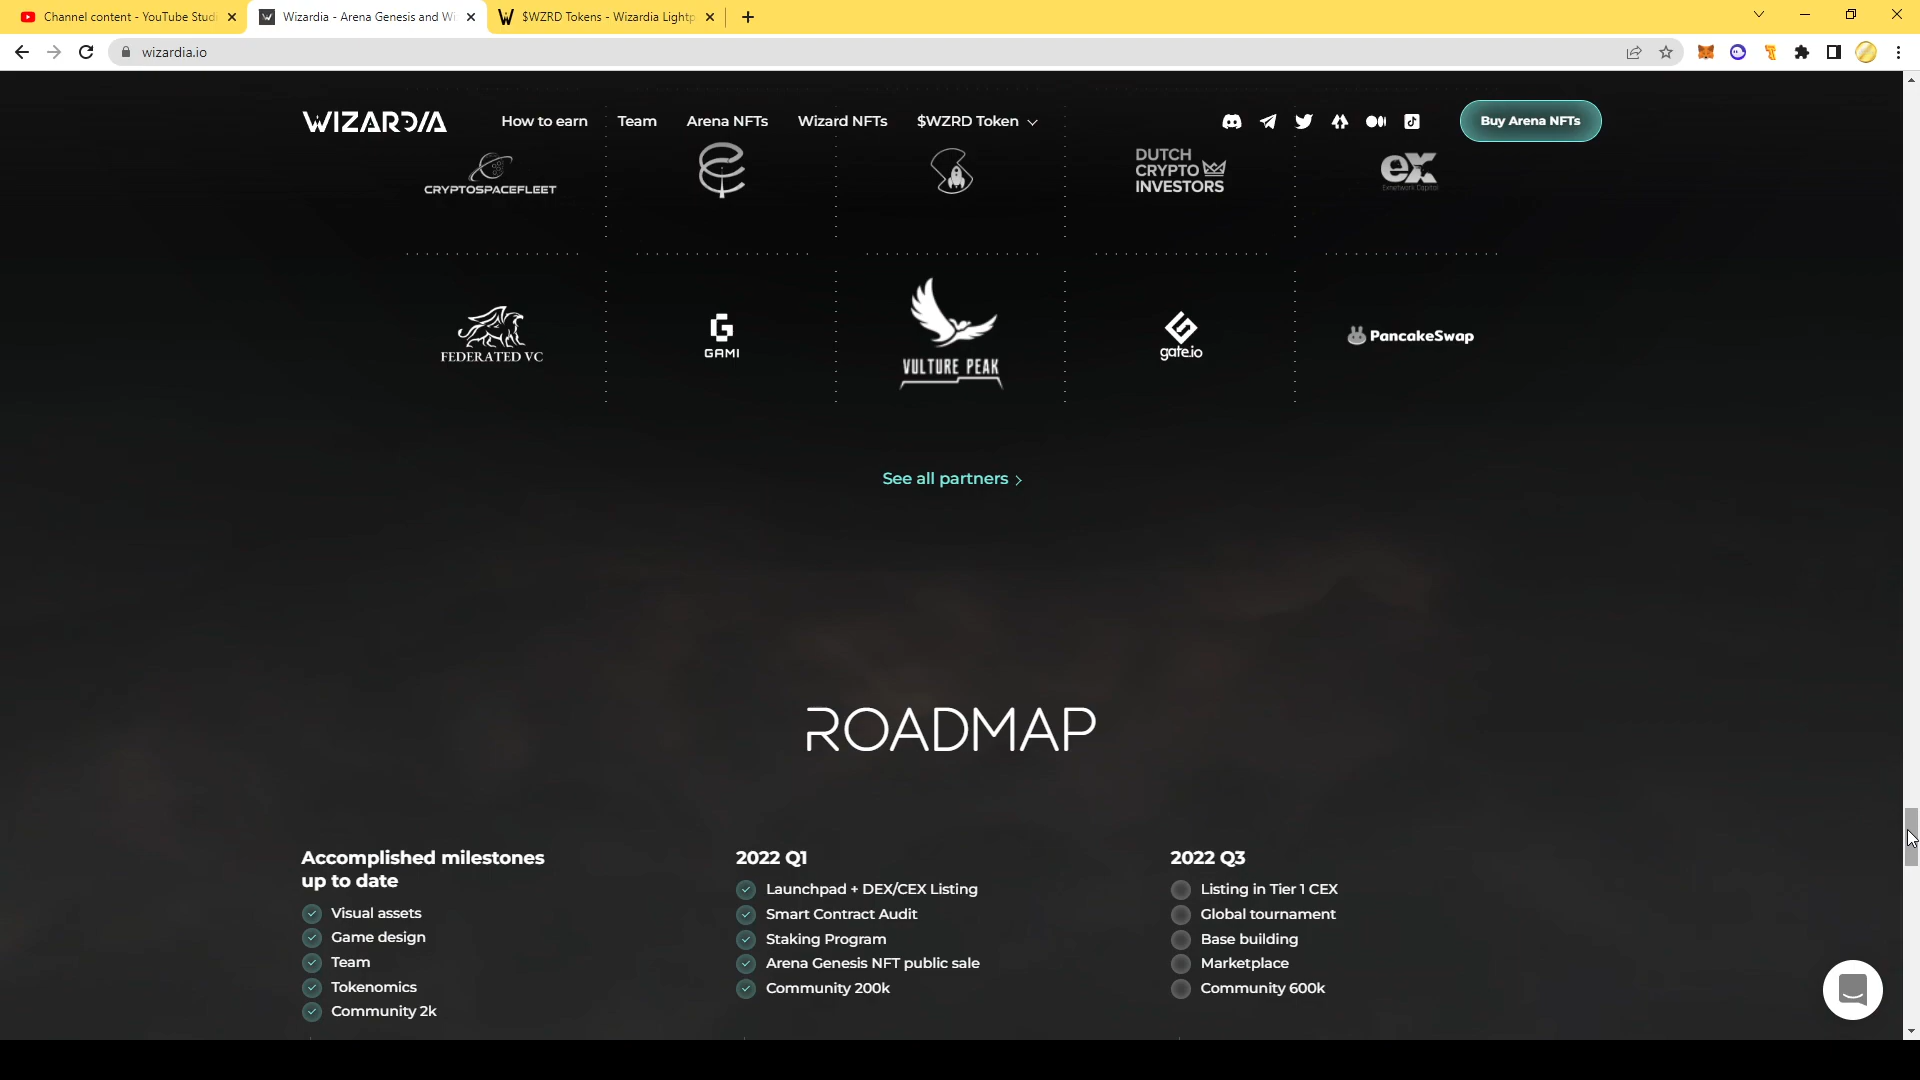 Channel content - YouTube Studi
Wizardia - Arena Genesis and Wi
$WZRD Tokens - Wizardia Lightp
wizardia.io
WIZARDIA
How to earn
Team
Arena NFTs
Wizard NFTs
$WZRD Token
Buy Arena NFTs
CRYPTOSPACEFLEET
DUTCH
CRYPTO
INVESTORS
ex
Exnetwork Capital
FEDERATED VC
GAMI
VULTURE PEAK
gate.io
PancakeSwap
See all partners
ROADMAP
Accomplished milestones
up to date
Visual assets
Game design
Team
Tokenomics
Community 2k
2022 Q1
Launchpad + DEX/CEX Listing
Smart Contract Audit
Staking Program
Arena Genesis NFT public sale
Community 200k
2022 Q3
Listing in Tier 1 CEX
Global tournament
Base building
Marketplace
Community 600k